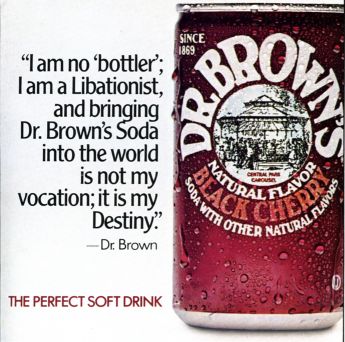 “I am no ‘bottler’;
I am a Libationist,
and bringing
Dr. Brown’s Soda
into the world
is not my
vocation; it is my
Destiny.”
—Dr. Brown
THE PERFECT SOFT DRINK
SINCE
1869
DR. BROWN'S
CENTRAL PARK
CAROUSEL
NATURAL FLAVOR
BLACK CHERRY
SODA WITH OTHER NATURAL FLAVORS